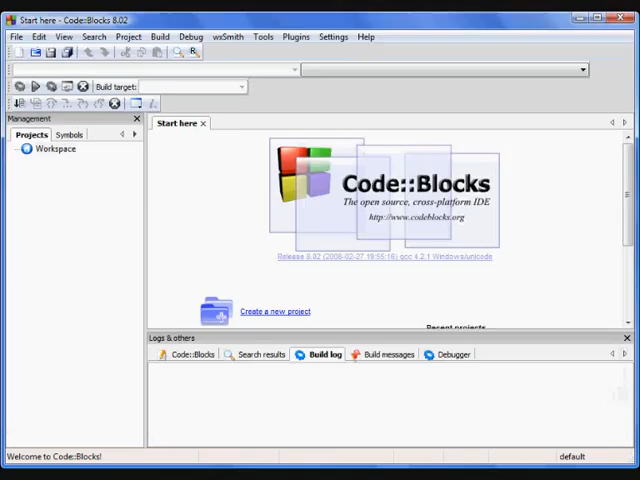 Start here - Code::Blocks 8.02
File Edit View Search Project Build Debug wxSmith Tools Plugins Settings Help
Build target:
Management
Projects Symbols
Workspace
Start here
Code::Blocks
The open source, cross-platform IDE
http://www.codeblocks.org
Release 8.02 (2008-02-27,19:55:16) gcc 4.2.1 Windows/unicode
Create a new project
Recent projects
Logs & others
Code::Blocks Search results Build log Build messages Debugger
Welcome to Code::Blocks! default